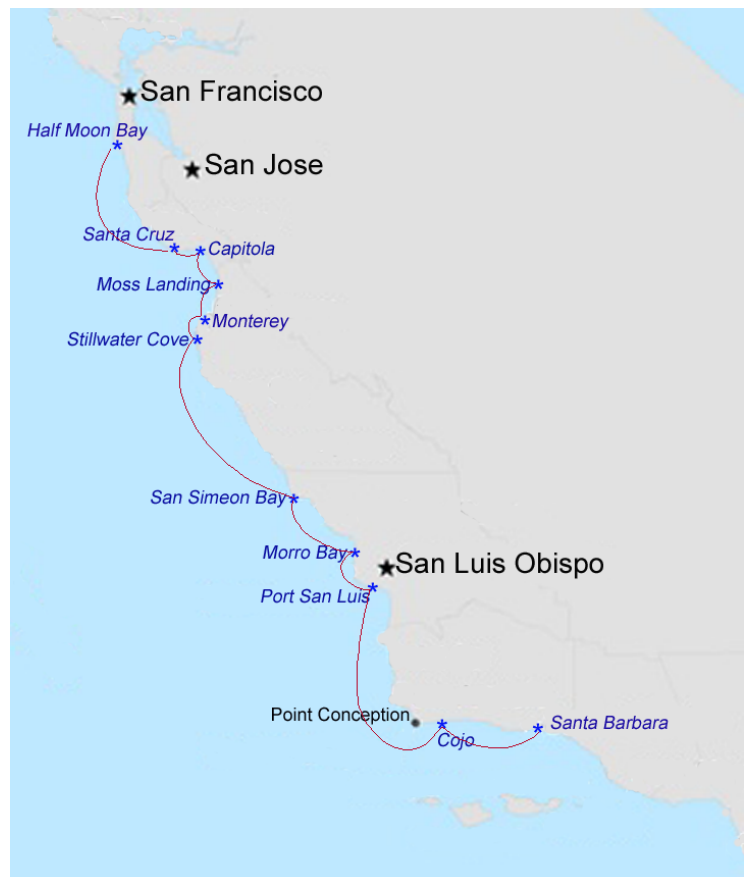 San Francisco
Half Moon Bay
San Jose
Santa Cruz
Capitola
Moss Landing
Monterey
Stillwater Cove
San Simeon Bay
Morro Bay
San Luis Obispo
Port San Luis
Point Conception
Santa Barbara
Cojo